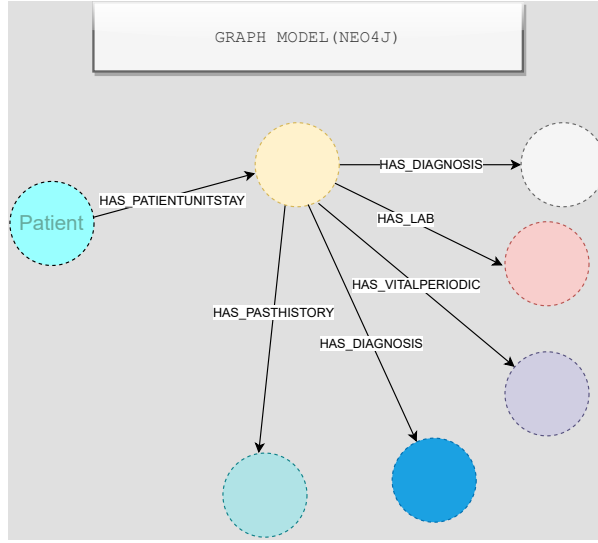 GRAPH MODEL(NEO4J)
HAS_DIAGNOSIS
HAS_PATIENTUNITSTAY
Patient
HAS_LAB
HAS_VITALPERIODIC
HAS_PASTHISTORY
HAS_DIAGNOSIS